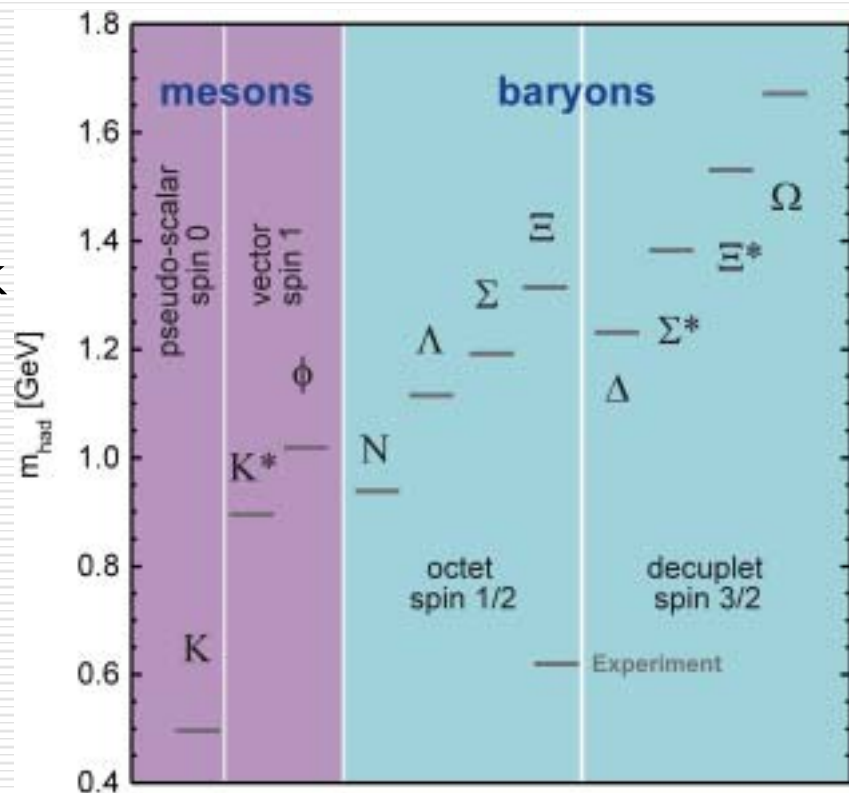 1.8
1.6
1.4
1.2
1.0
0.8
0.6
0.4
m_had [GeV]
mesons
baryons
pseudo-scalar
spin 0
vector
spin 1
K
K*
ϕ
N
Λ
Σ
Ξ
Δ
Σ*
Ξ*
Ω
octet
spin 1/2
decuplet
spin 3/2
Experiment